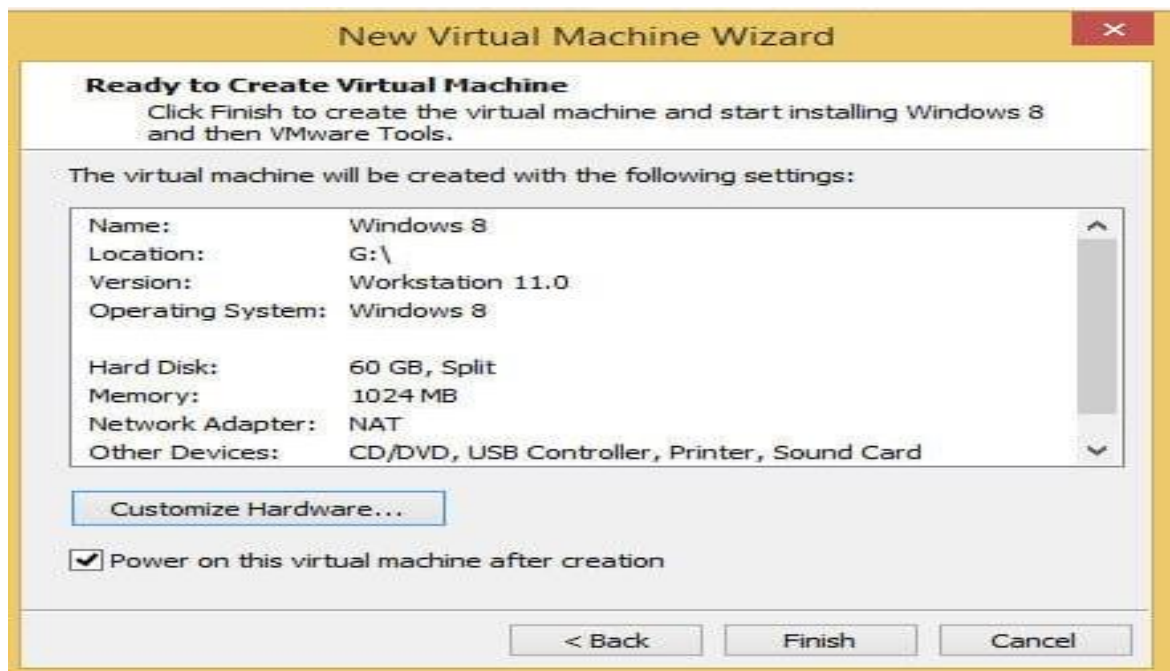 New Virtual Machine Wizard
Ready to Create Virtual Machine
Click Finish to create the virtual machine and start installing Windows 8
and then VMware Tools.
The virtual machine will be created with the following settings:
Name: Windows 8
Location: G:\
Version: Workstation 11.0
Operating System: Windows 8
Hard Disk: 60 GB, Split
Memory: 1024 MB
Network Adapter: NAT
Other Devices: CD/DVD, USB Controller, Printer, Sound Card
Customize Hardware...
Power on this virtual machine after creation
< Back Finish Cancel